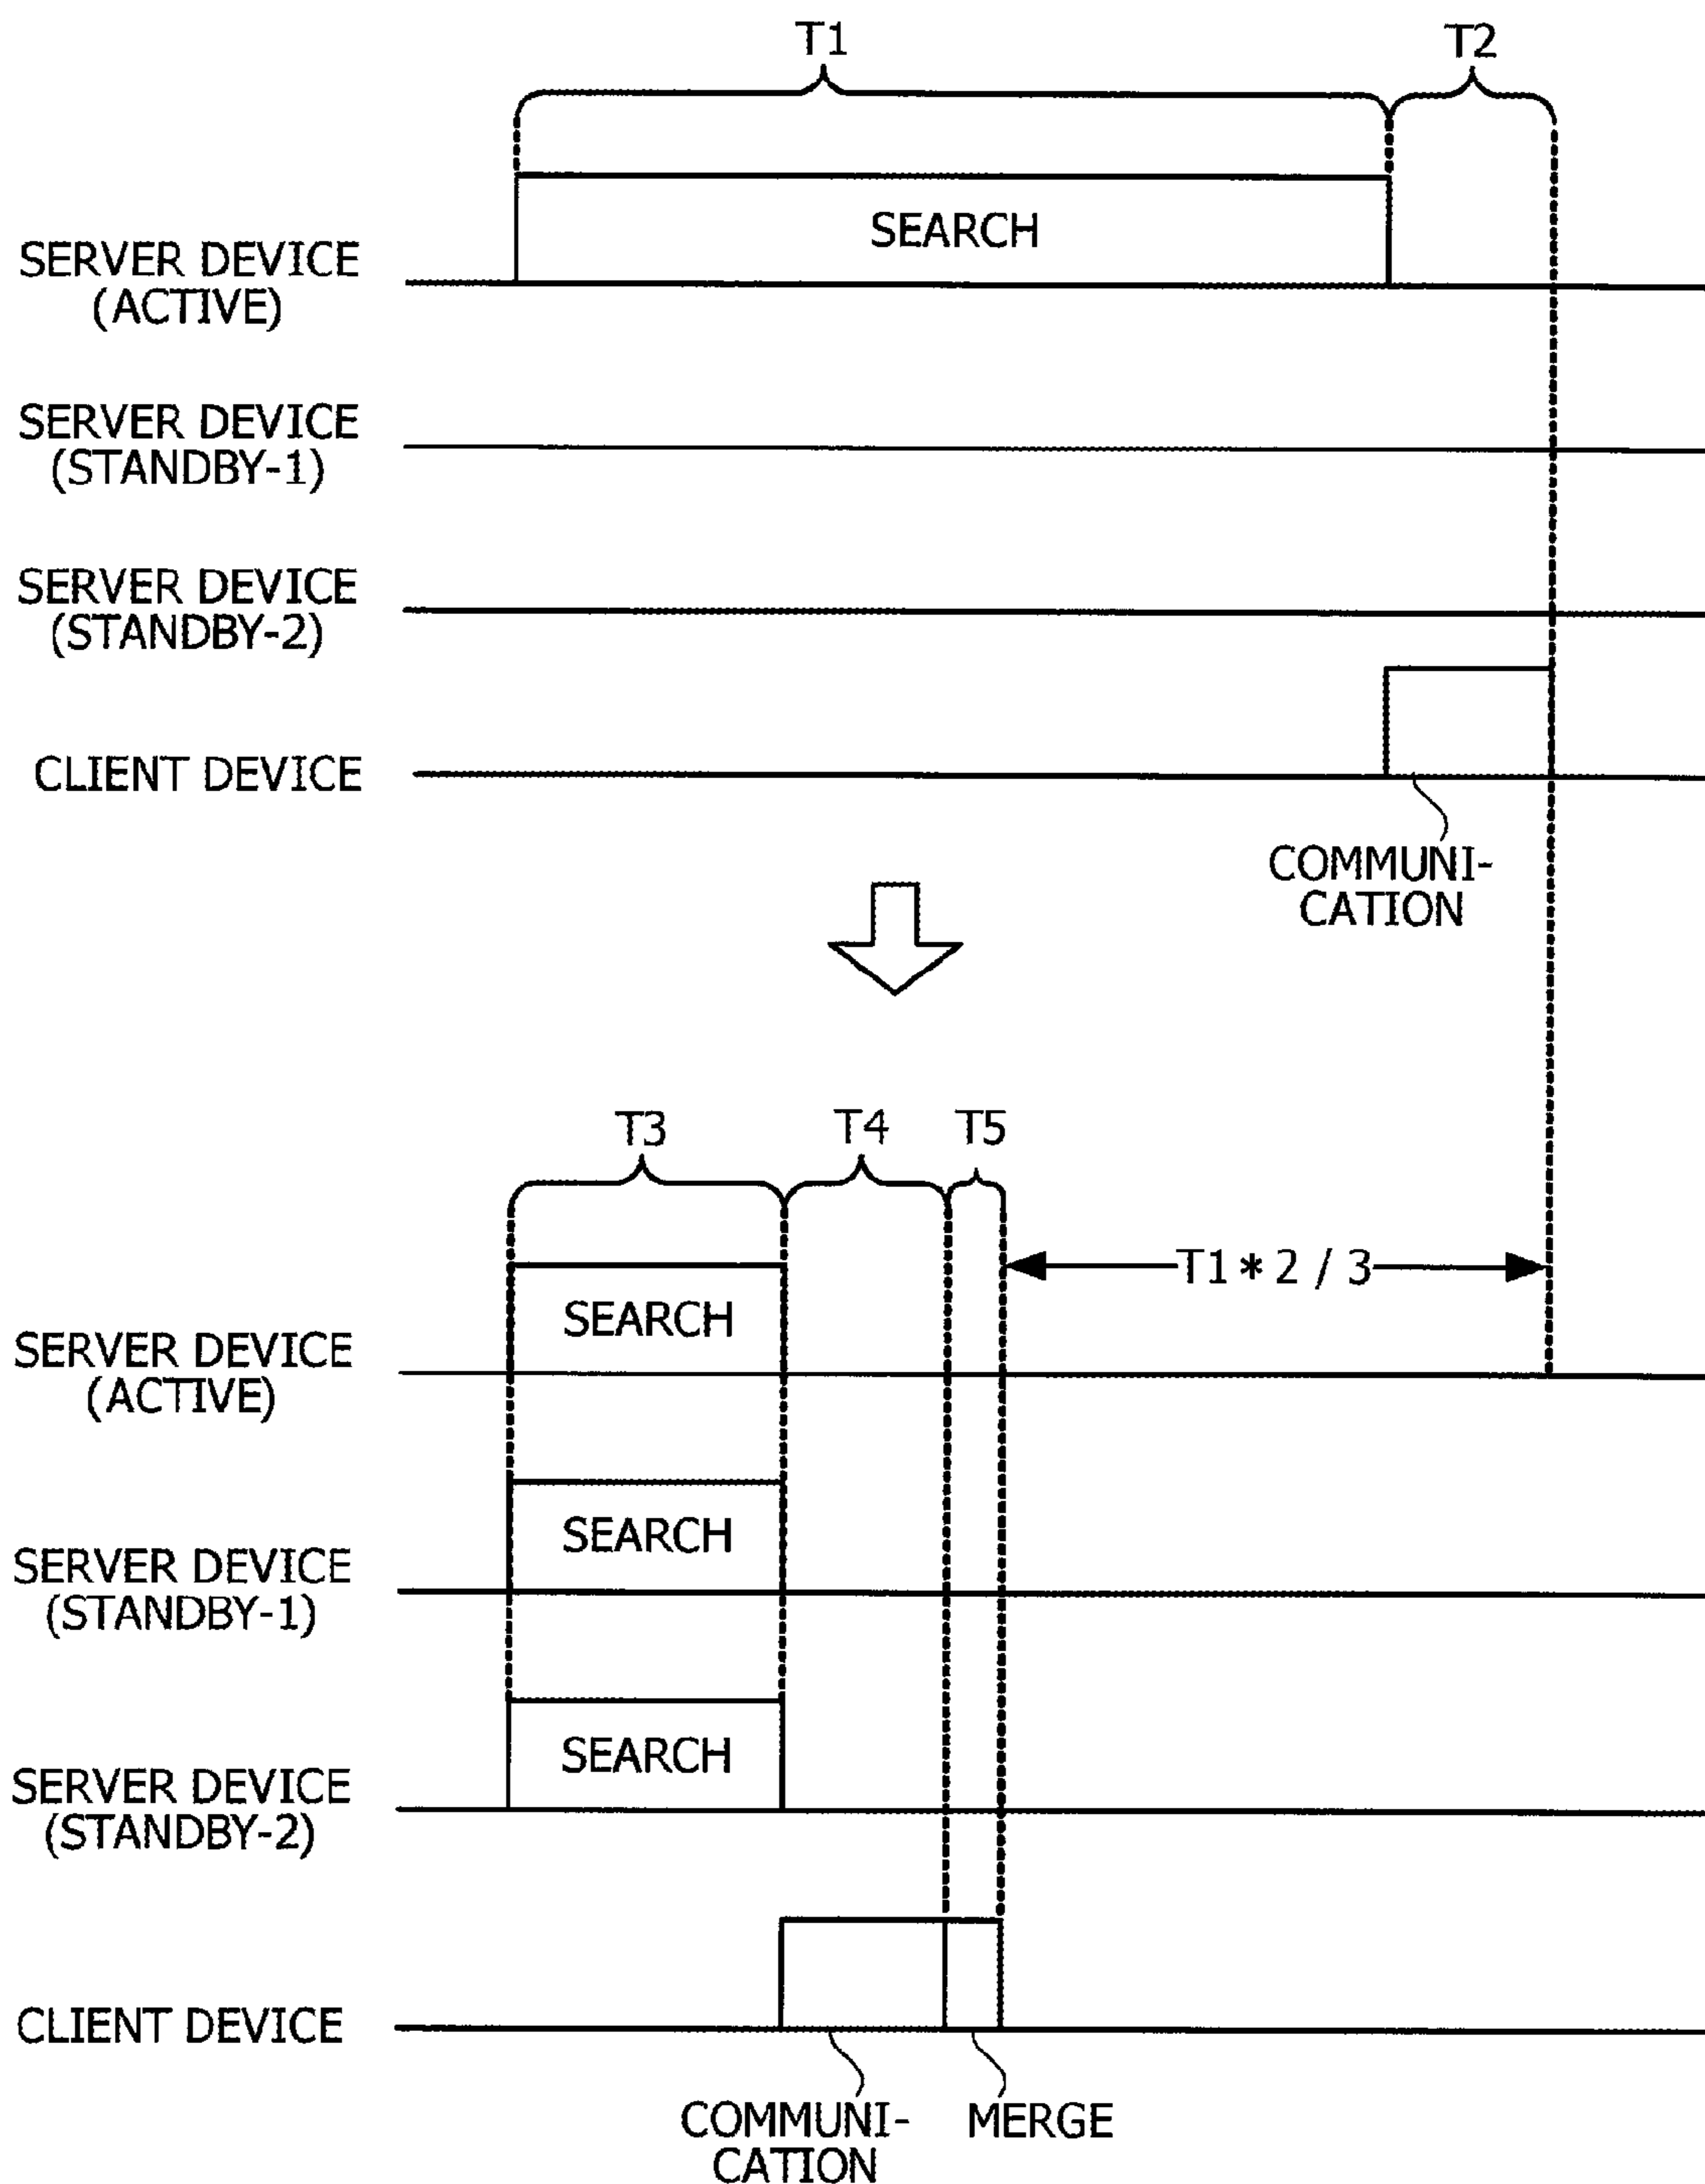 T1
T2
SEARCH
SERVER DEVICE
(ACTIVE)
SERVER DEVICE
(STANDBY-1)
SERVER DEVICE
(STANDBY-2)
CLIENT DEVICE
COMMUNI-
CATION
T3
T4
T5
T1 * 2 / 3
SEARCH
SERVER DEVICE
(ACTIVE)
SEARCH
SERVER DEVICE
(STANDBY-1)
SEARCH
SERVER DEVICE
(STANDBY-2)
CLIENT DEVICE
COMMUNI-
CATION
MERGE